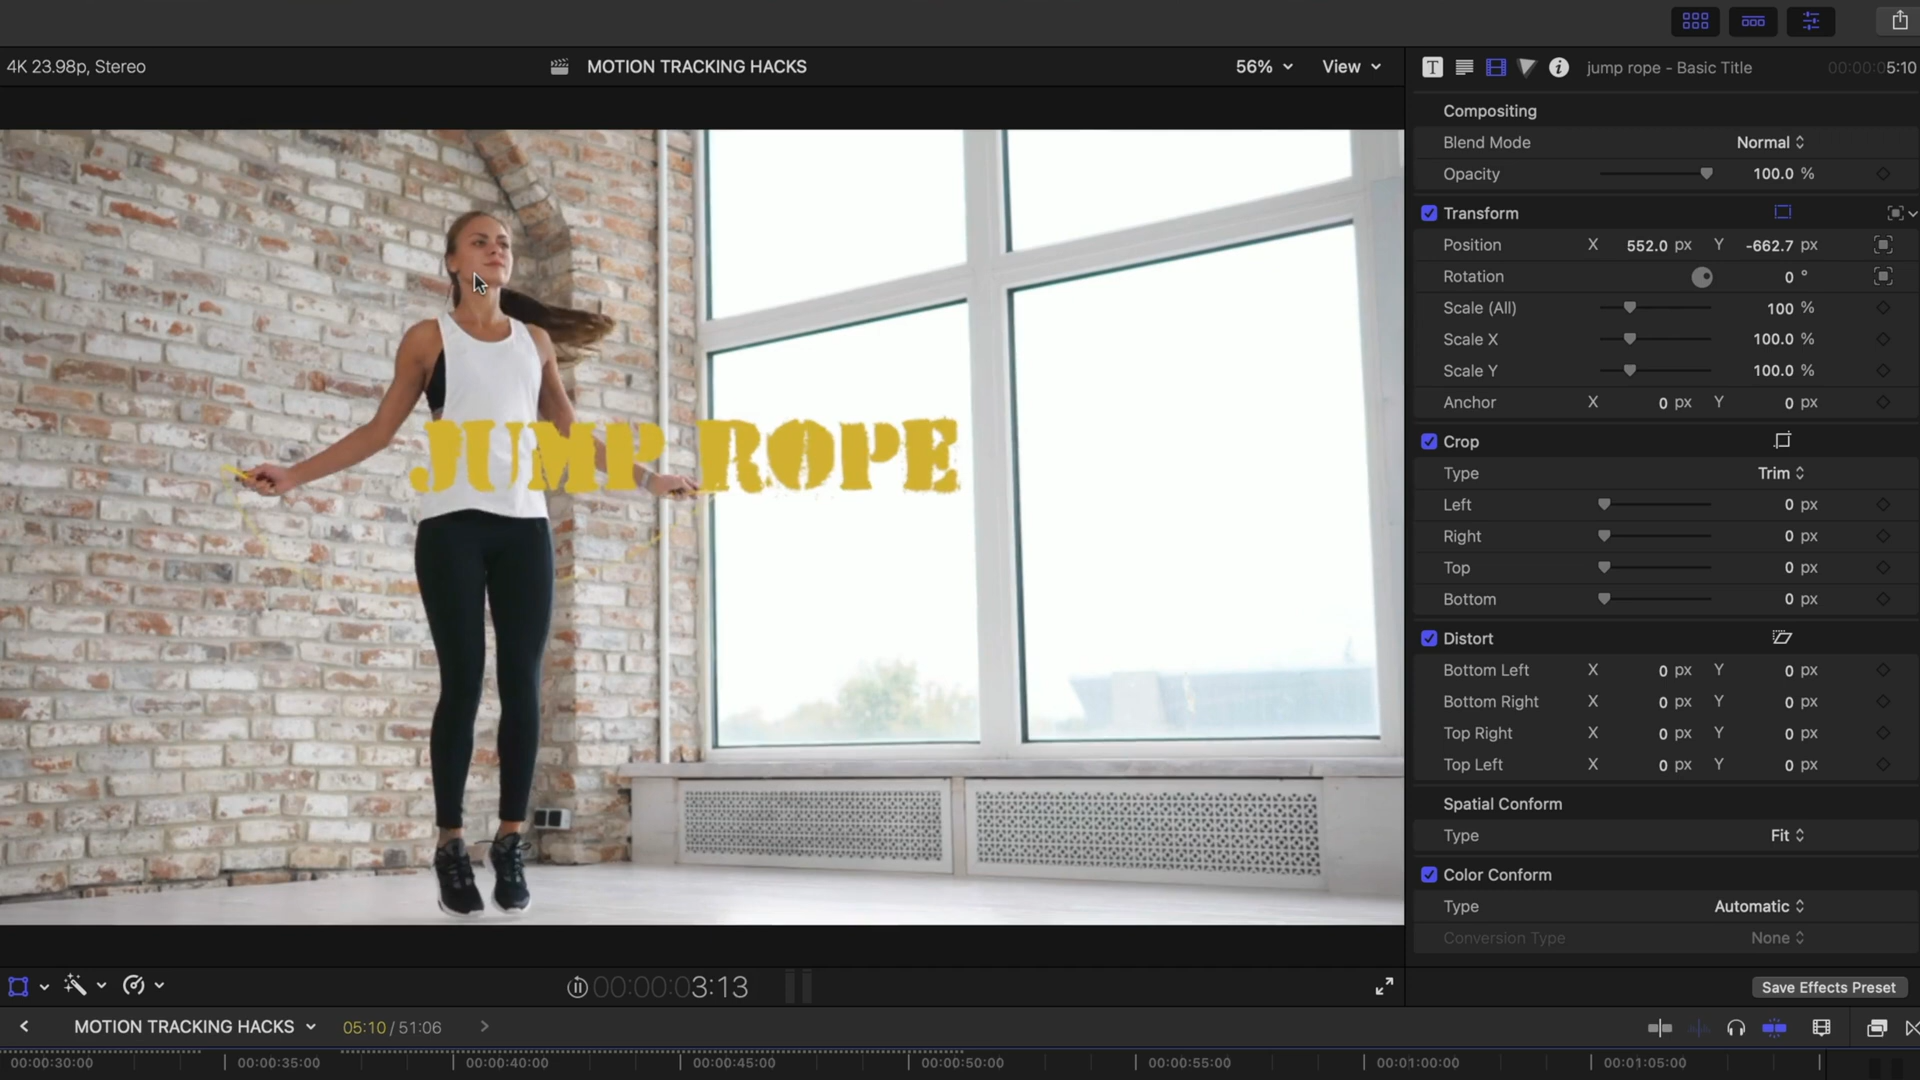 4K 23.98p, Stereo
MOTION TRACKING HACKS
56%
View
T
jump rope - Basic Title
00:00:05:10
Compositing
Blend Mode Normal
Opacity 100.0 %
Transform
Position X 552.0 px Y -662.7 px
Rotation 0 °
Scale (All) 100 %
Scale X 100.0 %
Scale Y 100.0 %
Anchor X 0 px Y 0 px
Crop
Type Trim
Left 0 px
Right 0 px
Top 0 px
Bottom 0 px
Distort
Bottom Left X 0 px Y 0 px
Bottom Right X 0 px Y 0 px
Top Right X 0 px Y 0 px
Top Left X 0 px Y 0 px
Spatial Conform
Type Fit
Color Conform
Type Automatic
Conversion Type None
Save Effects Preset
JUMP ROPE
00:00:03:13
MOTION TRACKING HACKS
05:10 / 51:06
00:00:30:00 00:00:35:00 00:00:40:00 00:00:45:00 00:00:50:00 00:00:55:00 00:01:00:00 00:01:05:00